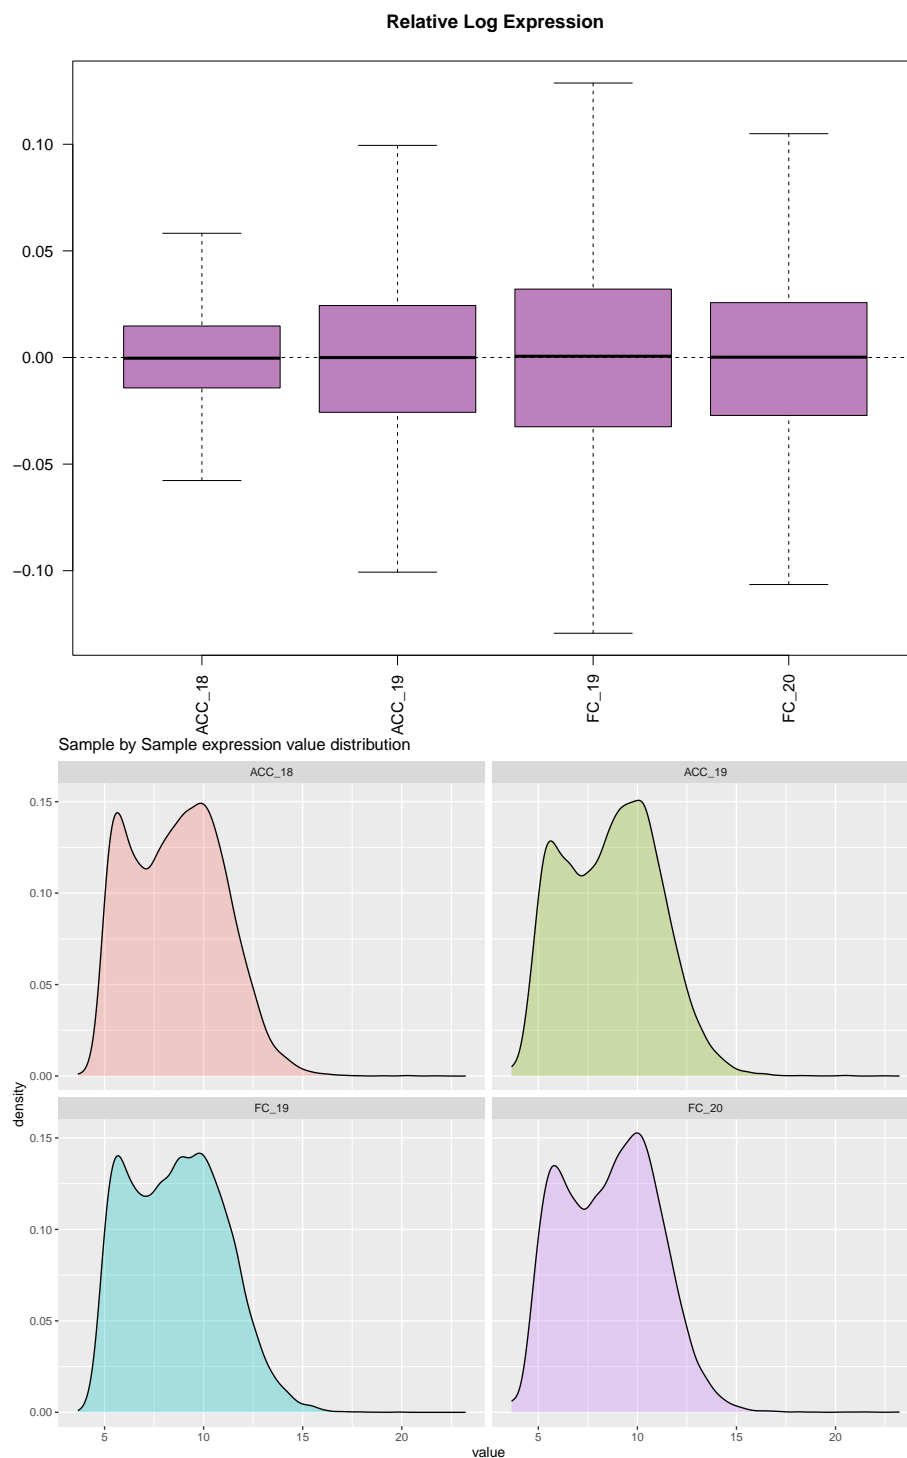 Relative Log Expression
0.10
0.05
0.00
−0.05
−0.10
ACC_18
ACC_19
FC_19
FC_20
Sample by Sample expression value distribution
ACC_18
ACC_19
0.15
0.10
0.05
0.00
density
FC_19
FC_20
0.15
0.10
0.05
0.00
5
10
15
20
5
10
15
20
value